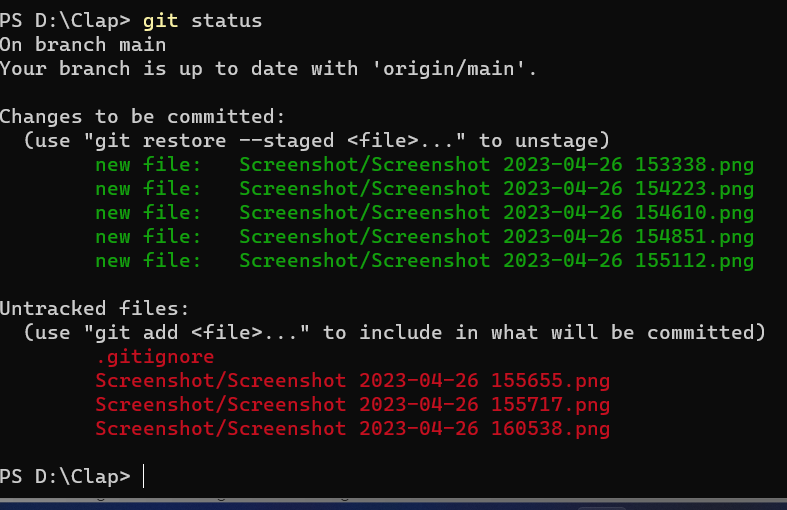 PS D:\Clap> git status
On branch main
Your branch is up to date with 'origin/main'.
Changes to be committed:
(use "git restore --staged <file>..." to unstage)
new file: Screenshot/Screenshot 2023-04-26 153338.png
new file: Screenshot/Screenshot 2023-04-26 154223.png
new file: Screenshot/Screenshot 2023-04-26 154610.png
new file: Screenshot/Screenshot 2023-04-26 154851.png
new file: Screenshot/Screenshot 2023-04-26 155112.png
Untracked files:
(use "git add <file>..." to include in what will be committed)
.gitignore
Screenshot/Screenshot 2023-04-26 155655.png
Screenshot/Screenshot 2023-04-26 155717.png
Screenshot/Screenshot 2023-04-26 160538.png
PS D:\Clap>